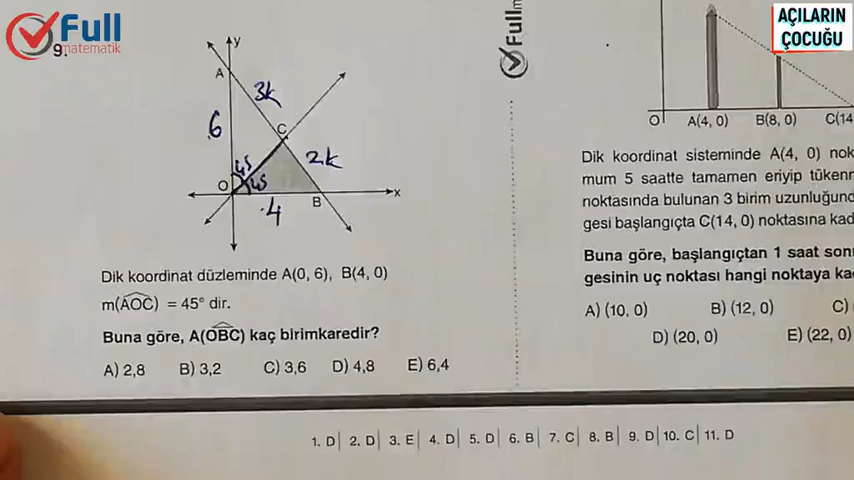 Full
matematik
9.
y
A
3k
6
C
45
45
2k
O
4
B
x
Dik koordinat düzleminde A(0, 6), B(4, 0)
m(AOC) = 45° dir.
Buna göre, A(OBC) kaç birimkaredir?
A) 2,8 B) 3,2 C) 3,6 D) 4,8 E) 6,4
Full
AÇILARIN
ÇOCUĞU
O A(4, 0) B(8, 0) C(14
Dik koordinat sisteminde A(4, 0) nok
mum 5 saatte tamamen eriyip tükenm
noktasında bulunan 3 birim uzunluğund
gesi başlangıçta C(14, 0) noktasına kad
Buna göre, başlangıçtan 1 saat son
gesinin uç noktası hangi noktaya ka
A) (10, 0) B) (12, 0) C)
D) (20, 0) E) (22, 0)
1. D| 2. D| 3. E| 4. D| 5. D| 6. B| 7. C| 8. B| 9. D| 10. C| 11. D